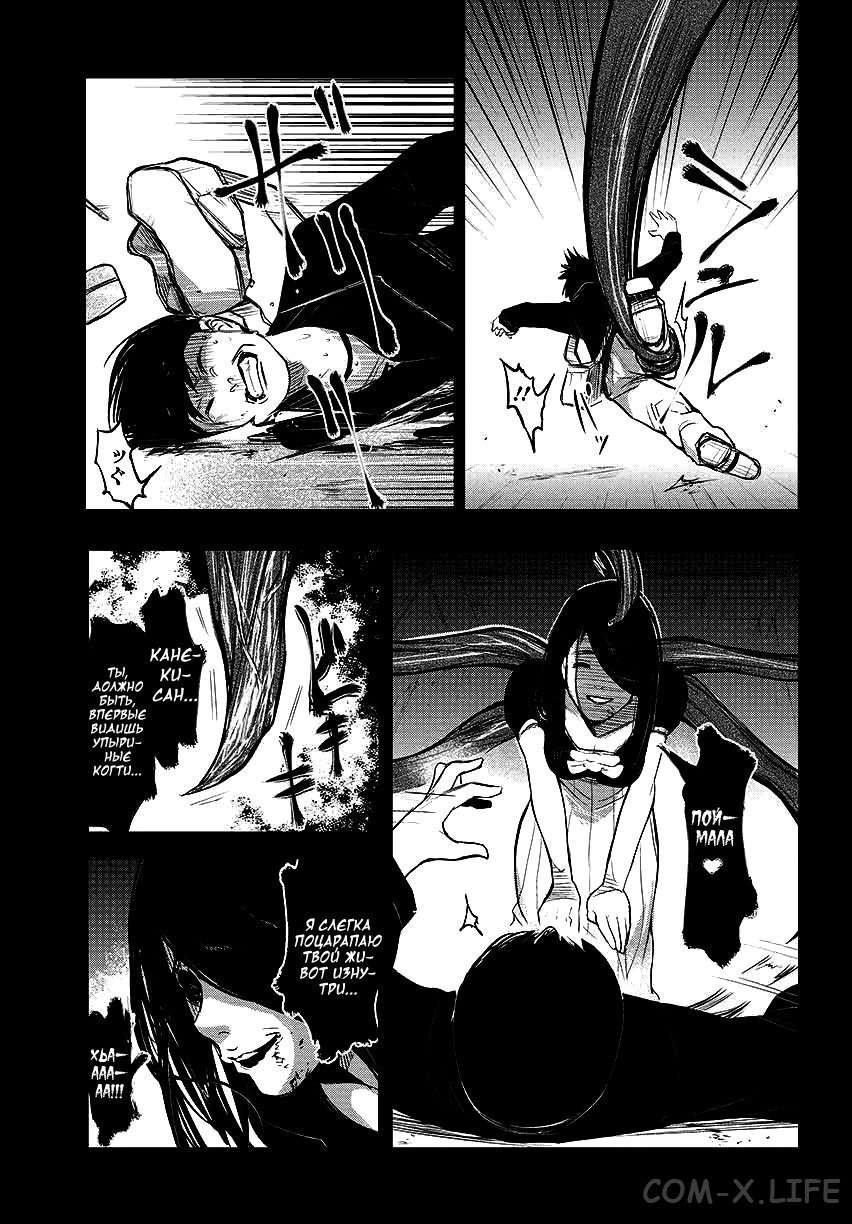 !!
ПОЙ-
МАЛА
КАНЕ-
КИ-
САН...
ТЫ,
ДОЛЖНО
БЫТЬ,
ВПЕРВЫЕ
ВИДИШЬ
УПЫРИ-
НЫЕ
КОГТИ...
Я СЛЕГКА
ПОЦАРАПАЮ
ТВОЙ ЖИ-
ВОТ ИЗНУ-
ТРИ...
ХЬА-
ААА-
АА!!!
COM-X.LIFE